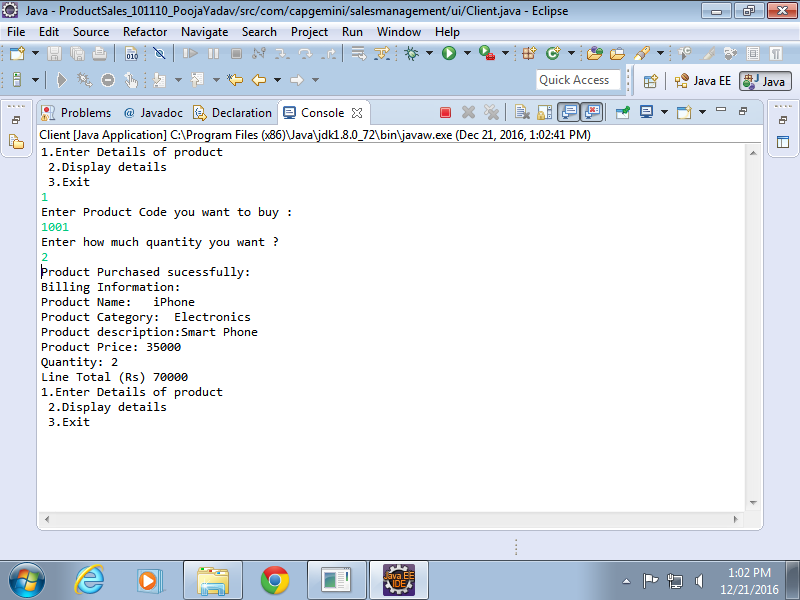 Java - ProductSales_101110_PoojaYadav/src/com/capgemini/salesmanagement/ui/Client.java - Eclipse
File Edit Source Refactor Navigate Search Project Run Window Help
010
Quick Access
Java EE
Java
Problems
@ Javadoc
Declaration
Console
Client [Java Application] C:\Program Files (x86)\Java\jdk1.8.0_72\bin\javaw.exe (Dec 21, 2016, 1:02:41 PM)
1.Enter Details of product
2.Display details
3.Exit
1
Enter Product Code you want to buy :
1001
Enter how much quantity you want ?
2
Product Purchased sucessfully:
Billing Information:
Product Name:   iPhone
Product Category:  Electronics
Product description:Smart Phone
Product Price: 35000
Quantity: 2
Line Total (Rs) 70000
1.Enter Details of product
2.Display details
3.Exit
Java EE
IDE
1:02 PM
12/21/2016